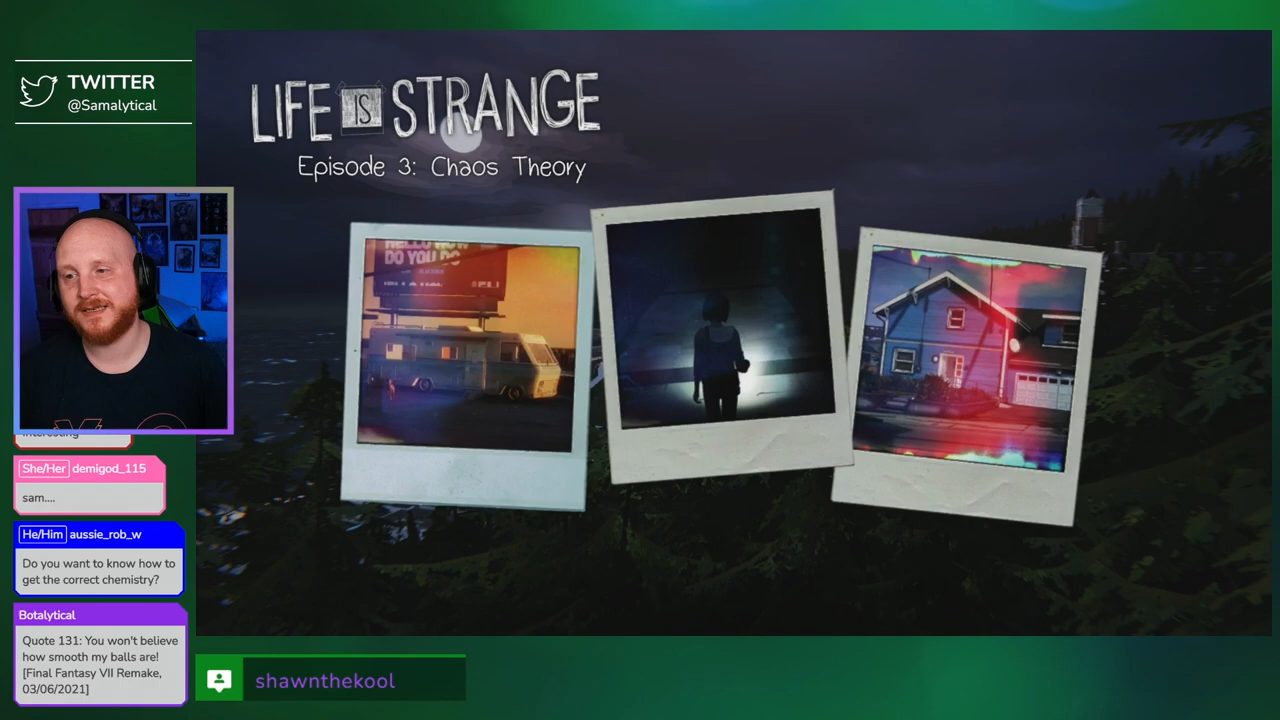 TWITTER
@Samalytical
LIFE IS STRANGE
Episode 3: Chaos Theory
DO YOU DO
She/Her demigod_115
sam....
He/Him aussie_rob_w
Do you want to know how to
get the correct chemistry?
Botalytical
Quote 131: You won't believe
how smooth my balls are!
[Final Fantasy VII Remake,
03/06/2021]
shawnthekool